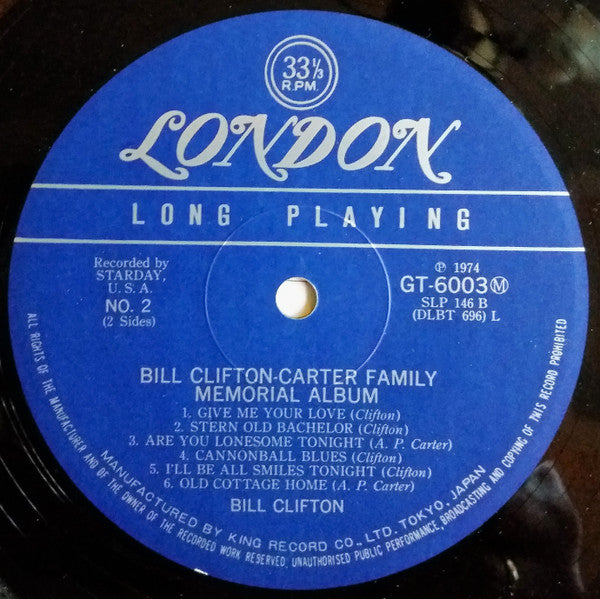 33⅓
R.P.M.
LONDON
LONG PLAYING
Recorded by
STARDAY,
U. S. A.
NO. 2
(2 Sides)
℗ 1974
GT-6003Ⓜ
SLP 146 B
(DLBT 696) L
BILL CLIFTON-CARTER FAMILY
MEMORIAL ALBUM
1. GIVE ME YOUR LOVE (Clifton)
2. STERN OLD BACHELOR (Clifton)
3. ARE YOU LONESOME TONIGHT (A. P. Carter)
4. CANNONBALL BLUES (Clifton)
5. I'LL BE ALL SMILES TONIGHT (Clifton)
6. OLD COTTAGE HOME (A. P. Carter)
BILL CLIFTON
MANUFACTURED BY KING RECORD CO., LTD. TOKYO, JAPAN
ALL RIGHTS OF THE MANUFACTURER AND OF THE OWNER OF THE RECORDED WORK RESERVED. UNAUTHORISED PUBLIC PERFORMANCE, BROADCASTING AND COPYING OF THIS RECORD PROHIBITED